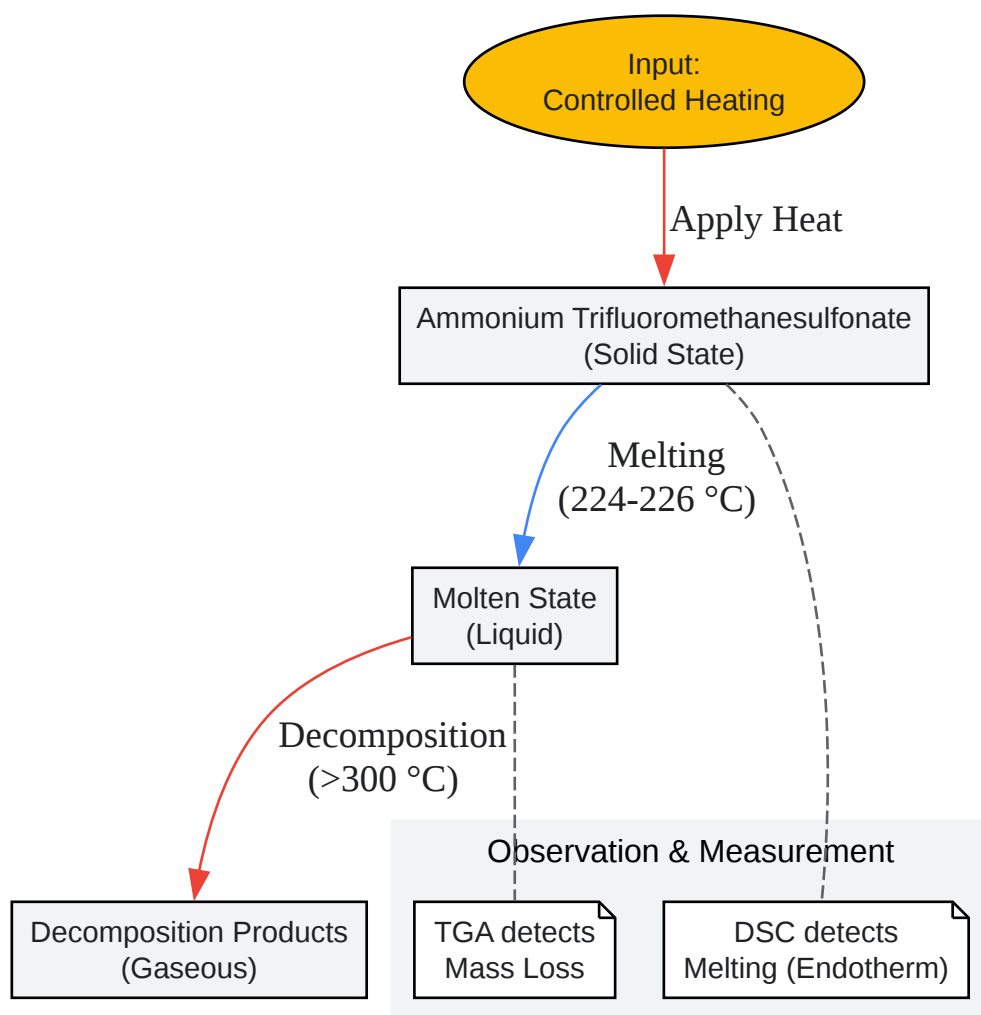 Input:
Controlled Heating
Apply Heat
Ammonium Trifluoromethanesulfonate
(Solid State)
Melting
(224-226 °C)
Molten State
(Liquid)
Decomposition
(>300 °C)
Observation & Measurement
Decomposition Products
(Gaseous)
TGA detects
Mass Loss
DSC detects
Melting (Endotherm)